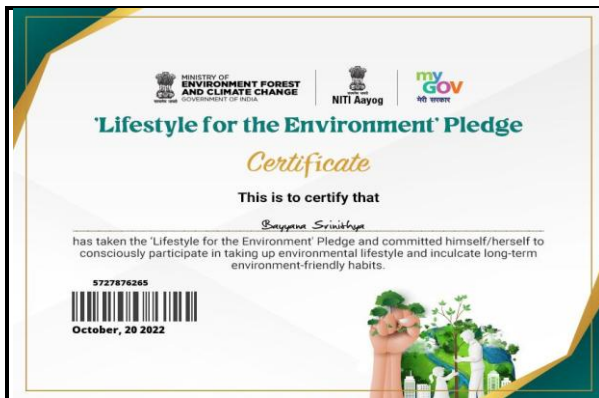 MINISTRY OF
ENVIRONMENT FOREST
AND CLIMATE CHANGE
GOVERNMENT OF INDIA
NITI Aayog
my
GOV
मेरी सरकार
'Lifestyle for the Environment' Pledge
Certificate
This is to certify that
Bayyana Srinithya
has taken the 'Lifestyle for the Environment' Pledge and committed himself/herself to
consciously participate in taking up environmental lifestyle and inculcate long-term
environment-friendly habits.
5727876265
October, 20 2022